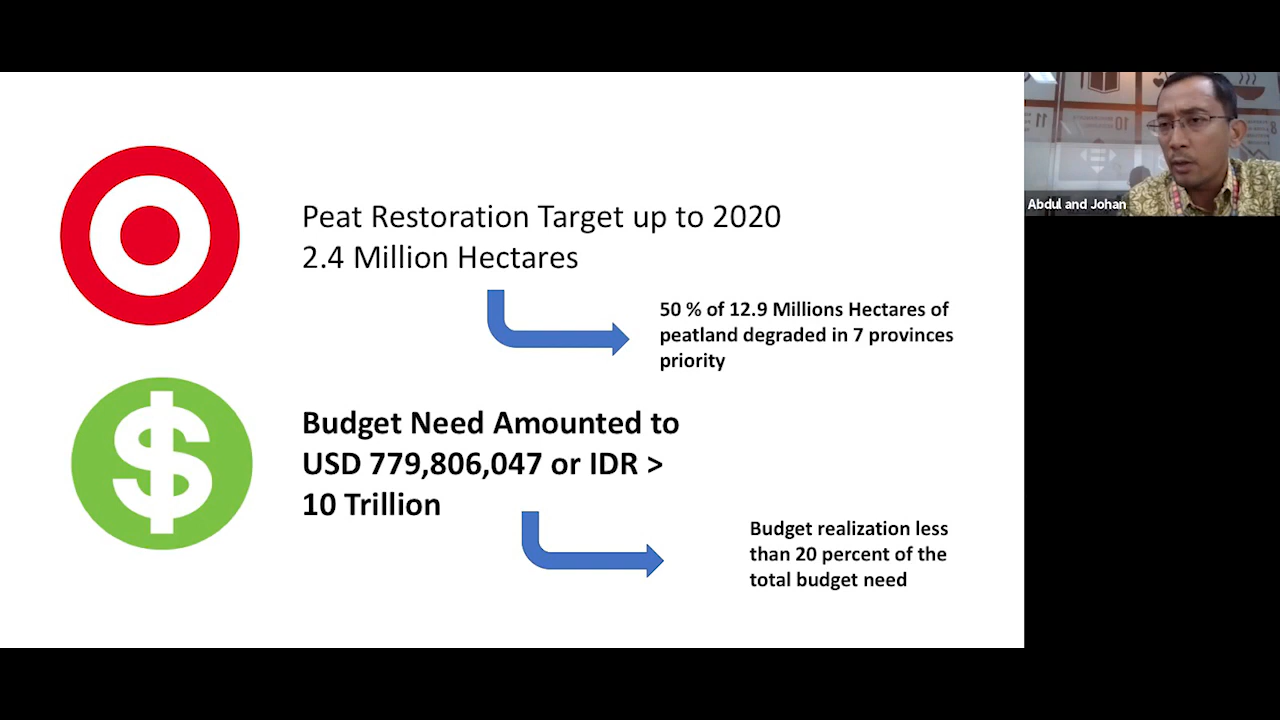 Peat Restoration Target up to 2020
2.4 Million Hectares
50 % of 12.9 Millions Hectares of
peatland degraded in 7 provinces
priority
$
Budget Need Amounted to
USD 779,806,047 or IDR >
10 Trillion
Budget realization less
than 20 percent of the
total budget need
Abdul and Johan